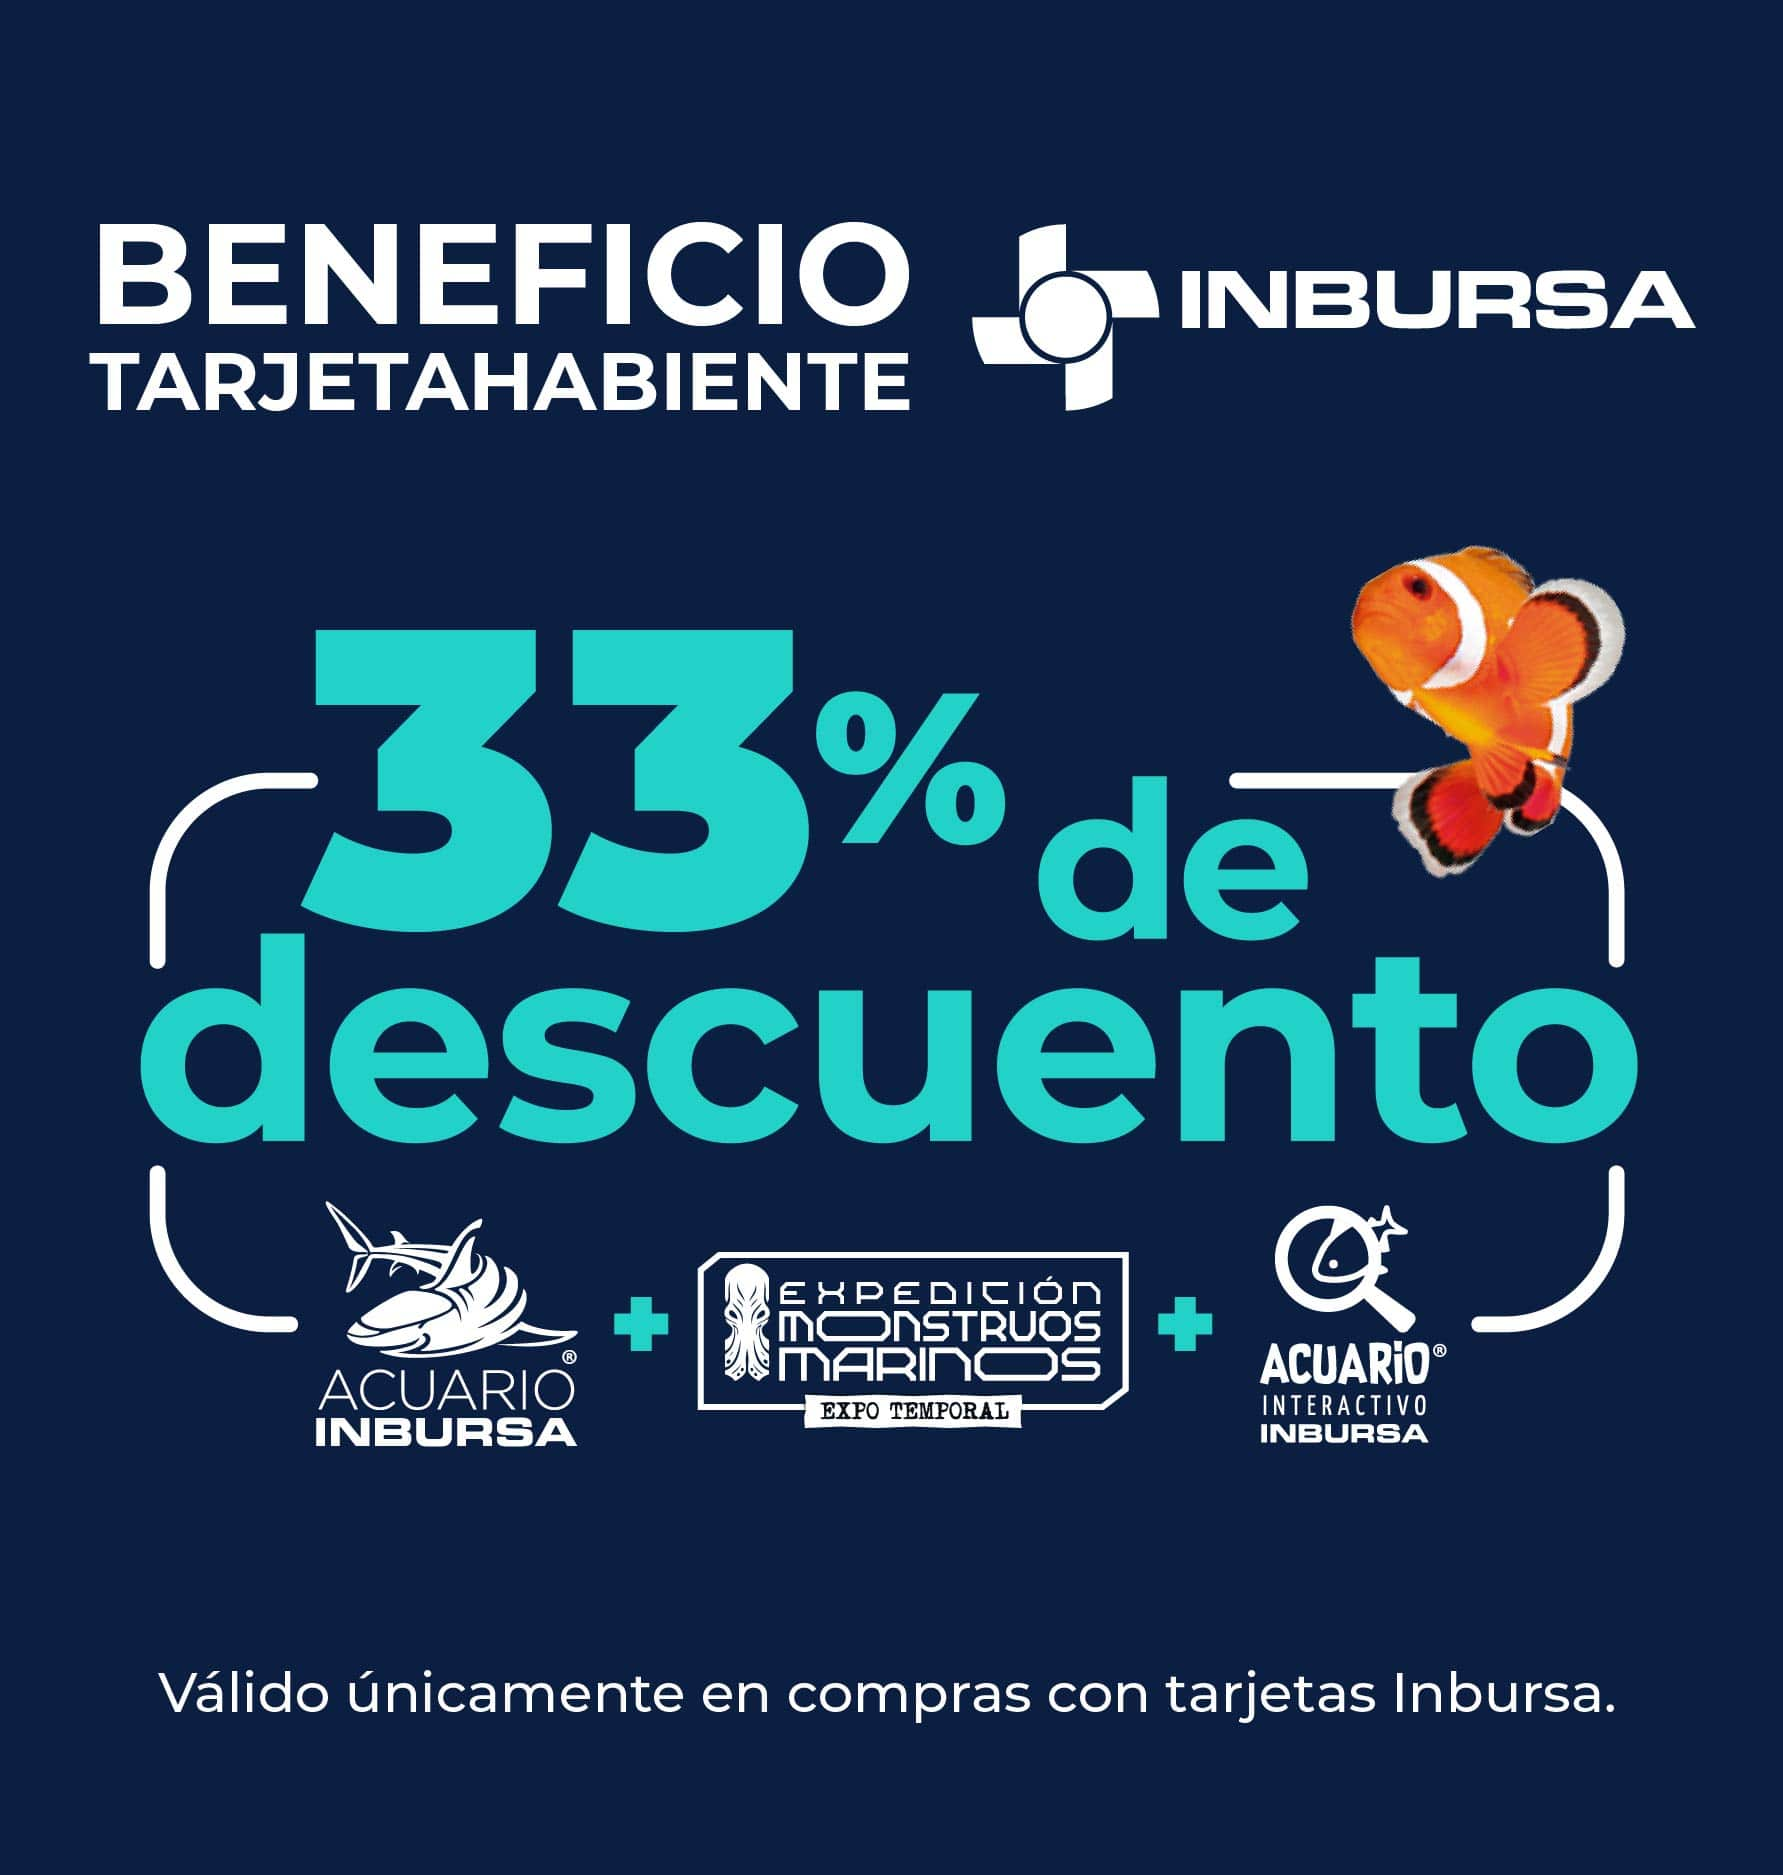 BENEFICIO
TARJETAHABIENTE
INBURSA
33% de
descuento
ACUARIO®
INBURSA
+
EXPEDICIÓN
MONSTRUOS
MARINOS
EXPO TEMPORAL
+
ACUARiO®
INTERACTIVO
INBURSA
Válido únicamente en compras con tarjetas Inbursa.